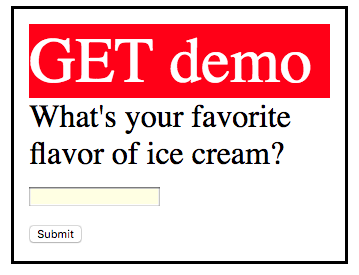 GET demo
What's your favorite
flavor of ice cream?
Submit